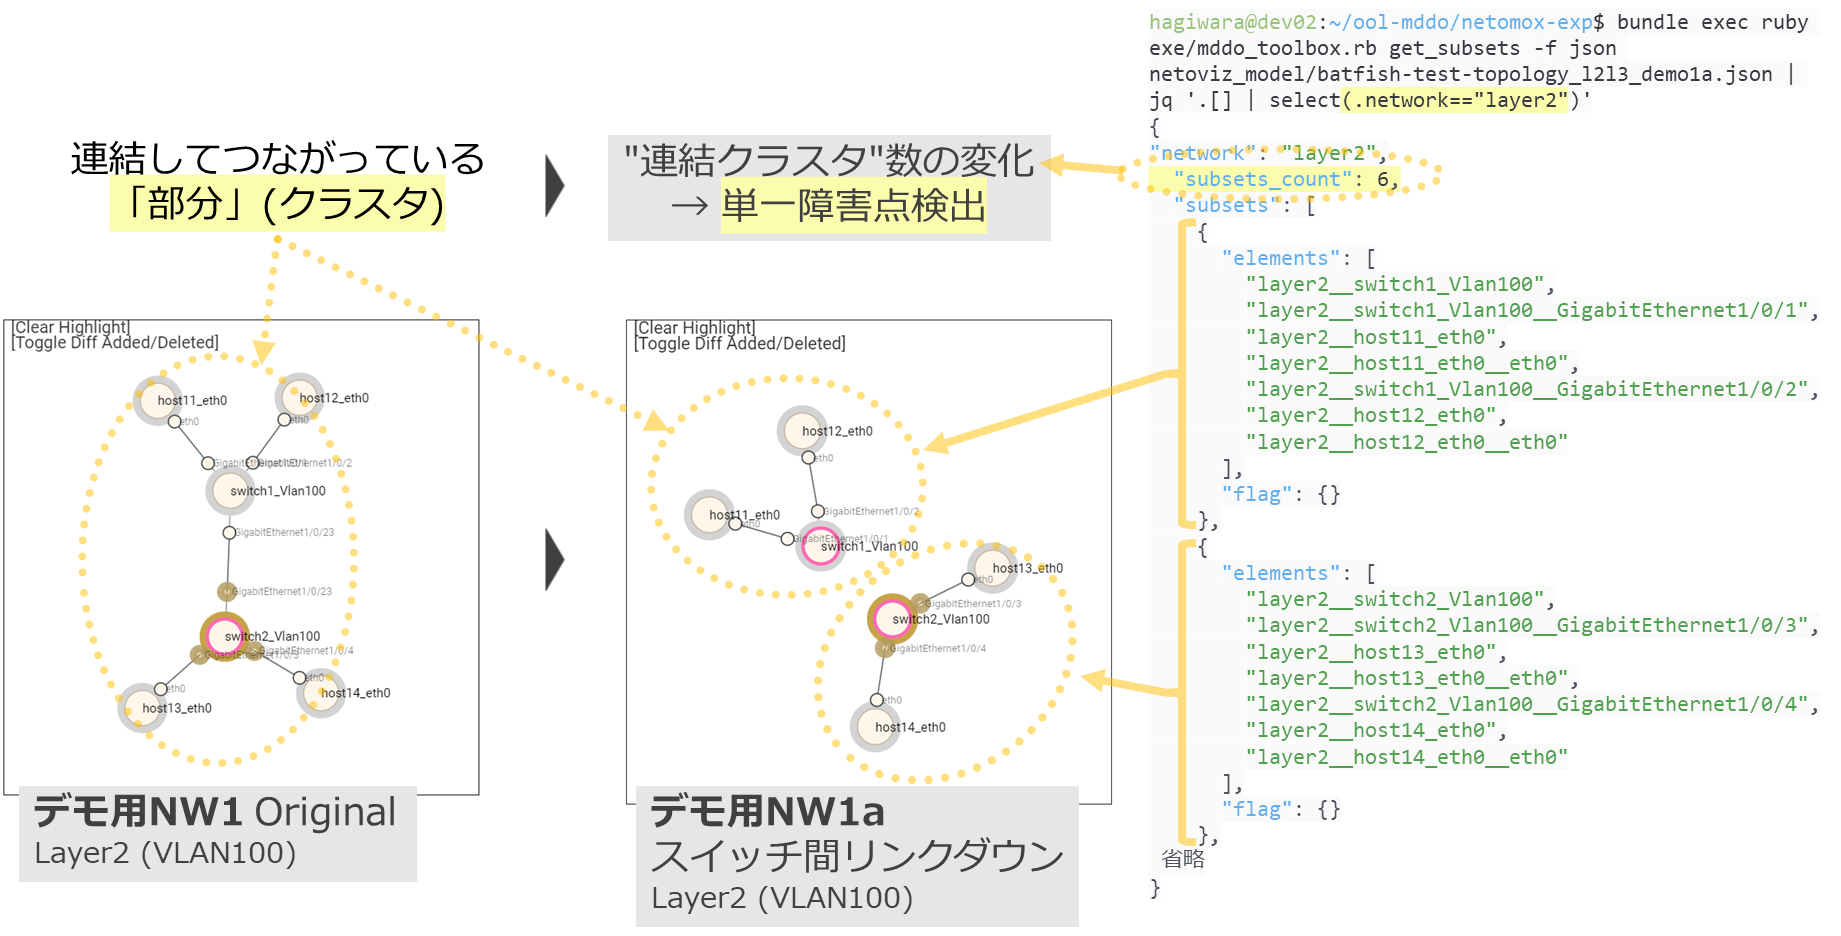 連結してつながっている
「部分」(クラスタ)
"連結クラスタ"数の変化
→ 単一障害点検出
[Clear Highlight]
[Toggle Diff Added/Deleted]
host11_eth0
host12_eth0
eth0
eth0
GigabitEthernet1/0/2
switch1_Vlan100
GigabitEthernet1/0/23
GigabitEthernet1/0/23
switch2_Vlan100
GigabitEthernet1/0/4
GigabitEthernet1/0/3
eth0
eth0
host14_eth0
host13_eth0
デモ用NW1 Original
Layer2 (VLAN100)
[Clear Highlight]
[Toggle Diff Added/Deleted]
host12_eth0
eth0
host11_eth0
eth0
GigabitEthernet1/0/2
GigabitEthernet1/0/1
switch1_Vlan100
host13_eth0
eth0
GigabitEthernet1/0/3
switch2_Vlan100
GigabitEthernet1/0/4
eth0
host14_eth0
デモ用NW1a
スイッチ間リンクダウン
Layer2 (VLAN100)
hagiwara@dev02:~/ool-mddo/netomox-exp$ bundle exec ruby
exe/mddo_toolbox.rb get_subsets -f json
netoviz_model/batfish-test-topology_l2l3_demo1a.json |
jq '.[] | select(.network=="layer2")'
{
"network": "layer2",
"subsets_count": 6,
"subsets": [
{
"elements": [
"layer2__switch1_Vlan100",
"layer2__switch1_Vlan100__GigabitEthernet1/0/1",
"layer2__host11_eth0",
"layer2__host11_eth0__eth0",
"layer2__switch1_Vlan100__GigabitEthernet1/0/2",
"layer2__host12_eth0",
"layer2__host12_eth0__eth0"
],
"flag": {}
},
{
"elements": [
"layer2__switch2_Vlan100",
"layer2__switch2_Vlan100__GigabitEthernet1/0/3",
"layer2__host13_eth0",
"layer2__host13_eth0__eth0",
"layer2__switch2_Vlan100__GigabitEthernet1/0/4",
"layer2__host14_eth0",
"layer2__host14_eth0__eth0"
],
"flag": {}
},
省略
}